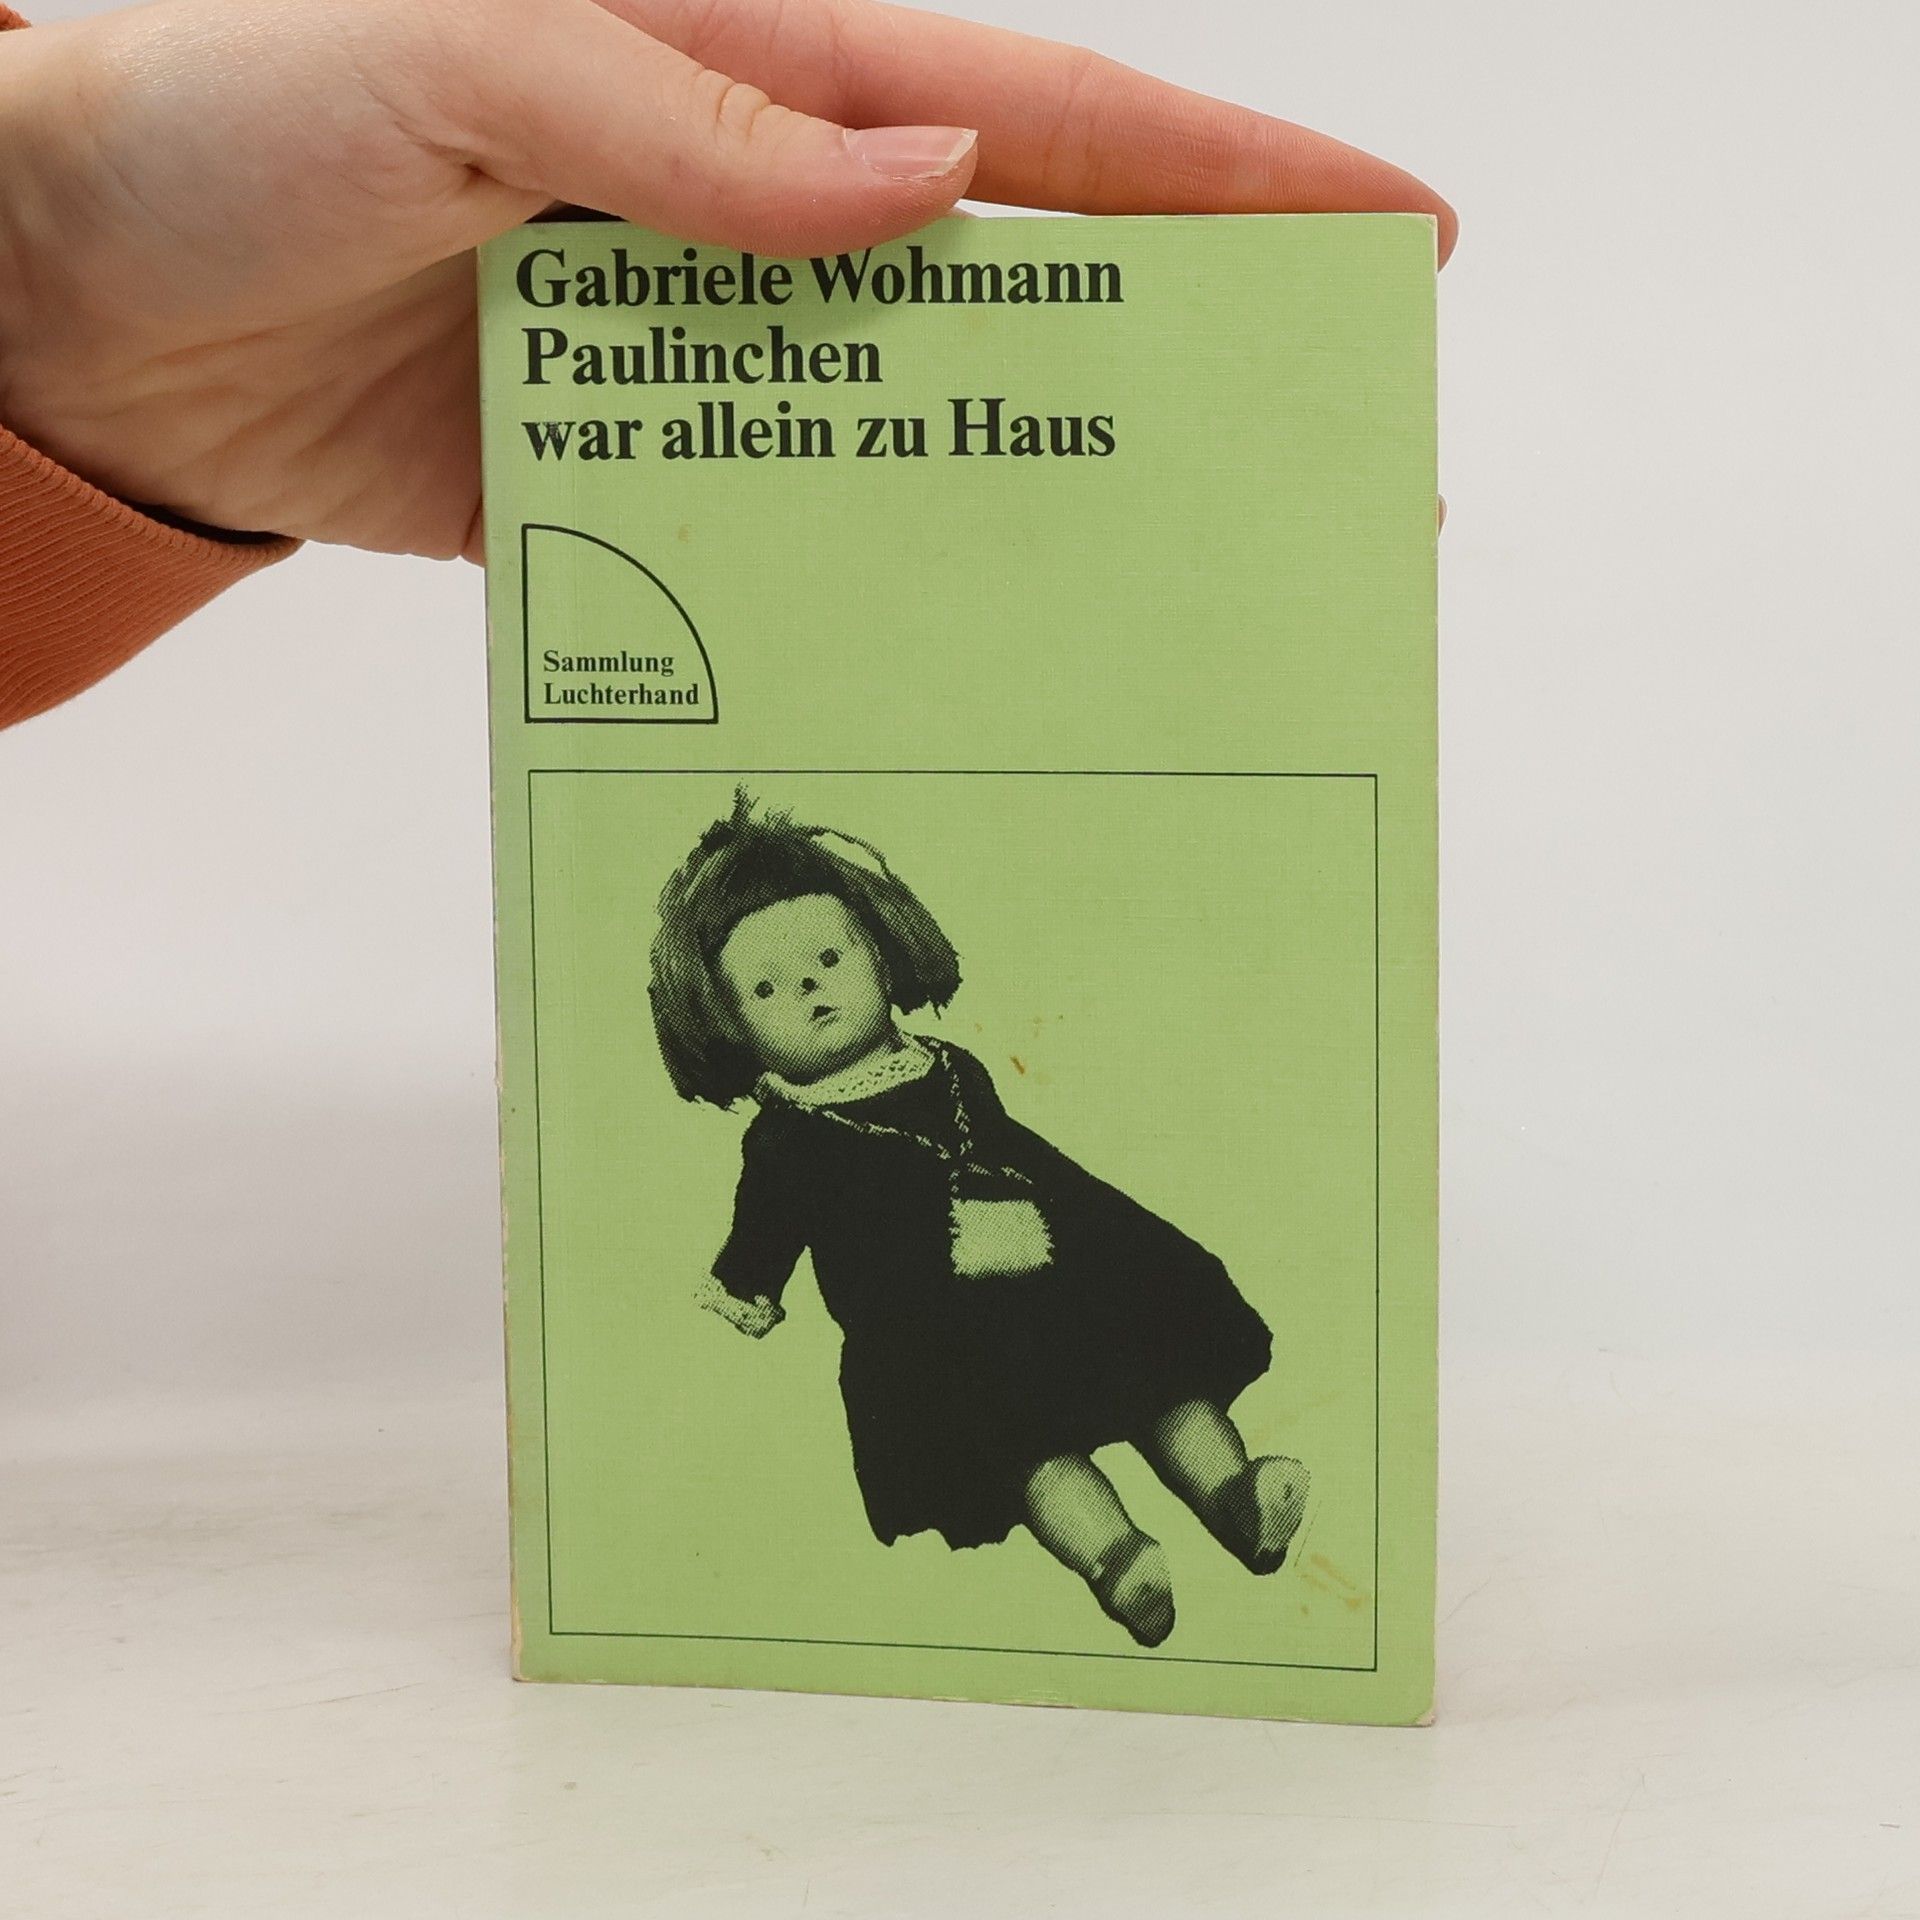 Gabriele Wohmann
Paulinchen
war allein zu Haus
Sammlung
Luchterhand